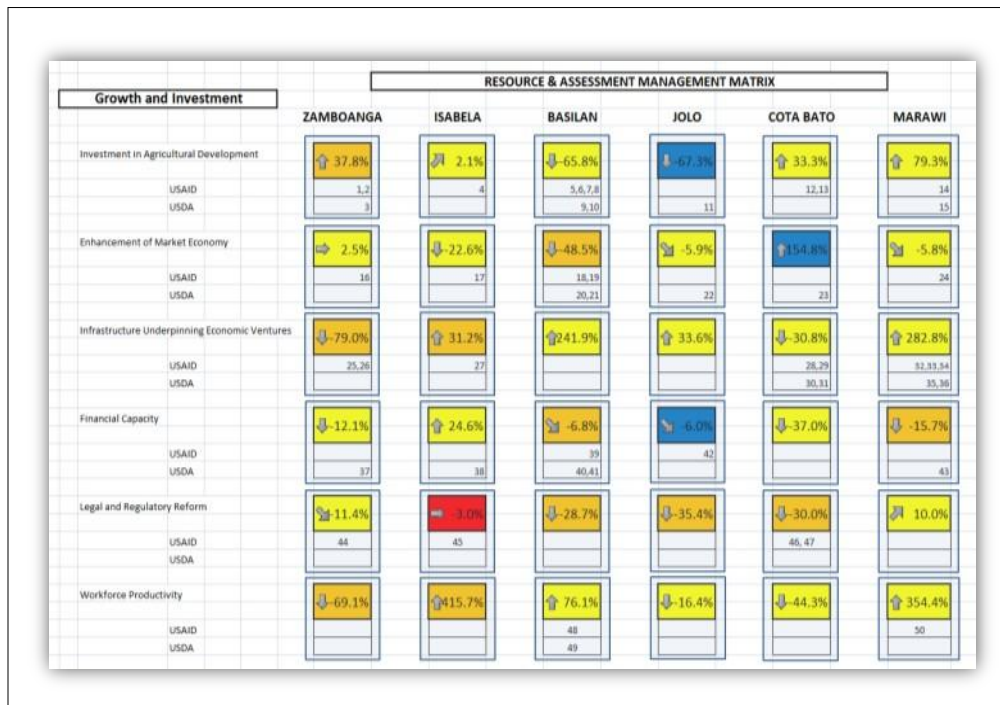 RESOURCE & ASSESSMENT MANAGEMENT MATRIX
Growth and Investment
ZAMBOANGA ISABELA BASILAN JOLO COTA BATO MARAWI
Investment in Agricultural Development 37.8% 2.1% -65.8% -67.3% 33.3% 79.3%
USAID 1,2 4 5,6,7,8 12,13 14
USDA 3 9,10 11 15
Enhancement of Market Economy 2.5% -22.6% -48.5% -5.9% 154.8% -5.8%
USAID 16 17 18,19 24
USDA 20,21 22 23
Infrastructure Underpinning Economic Ventures -79.0% 31.2% 241.9% 33.6% -30.8% 282.8%
USAID 25,26 27 28,29 32,33,34
USDA 30,31 35,36
Financial Capacity -12.1% 24.6% -6.8% -6.0% -37.0% -15.7%
USAID 39 42
USDA 37 38 40,41 43
Legal and Regulatory Reform -11.4% -3.0% -28.7% -35.4% -30.0% 10.0%
USAID 44 45 46, 47
USDA
Workforce Productivity -69.1% 415.7% 76.1% -16.4% -44.3% 354.4%
USAID 48 50
USDA 49